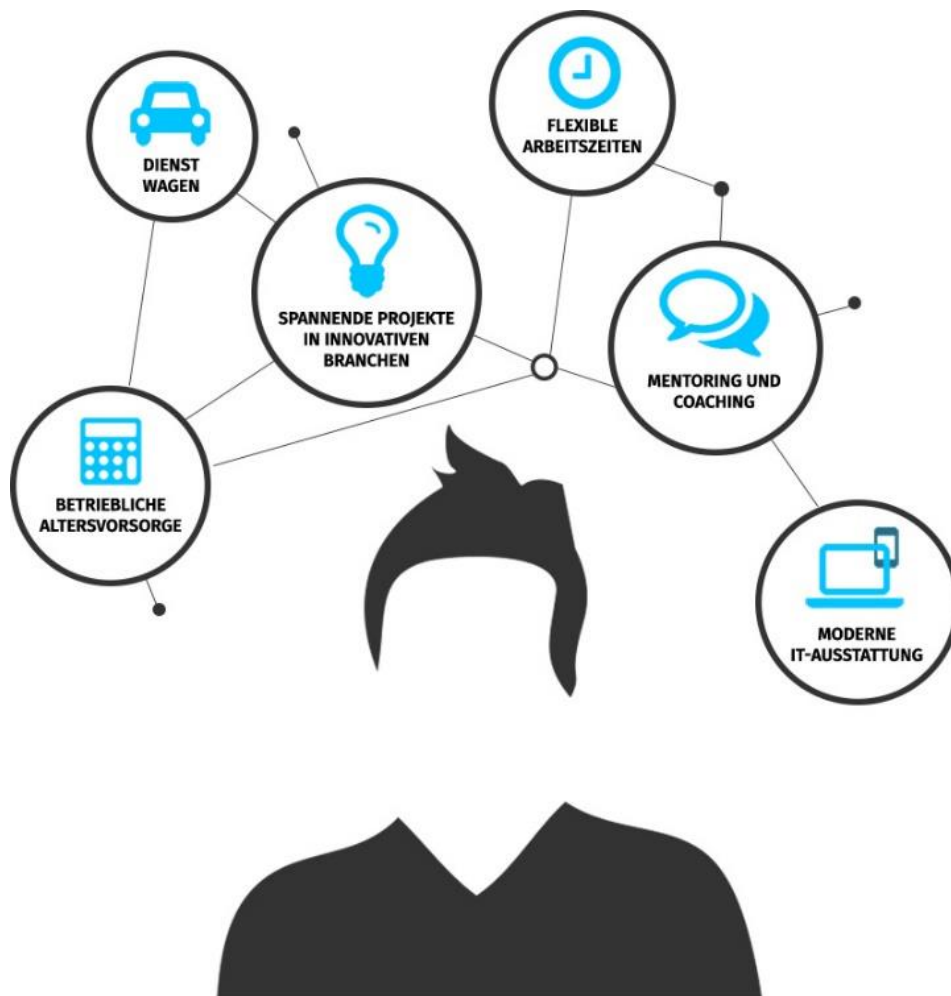 DIENST
WAGEN
FLEXIBLE
ARBEITSZEITEN
SPANNENDE PROJEKTE
IN INNOVATIVEN
BRANCHEN
MENTORING UND
COACHING
BETRIEBLICHE
ALTERSVORSORGE
MODERNE
IT-AUSSTATTUNG